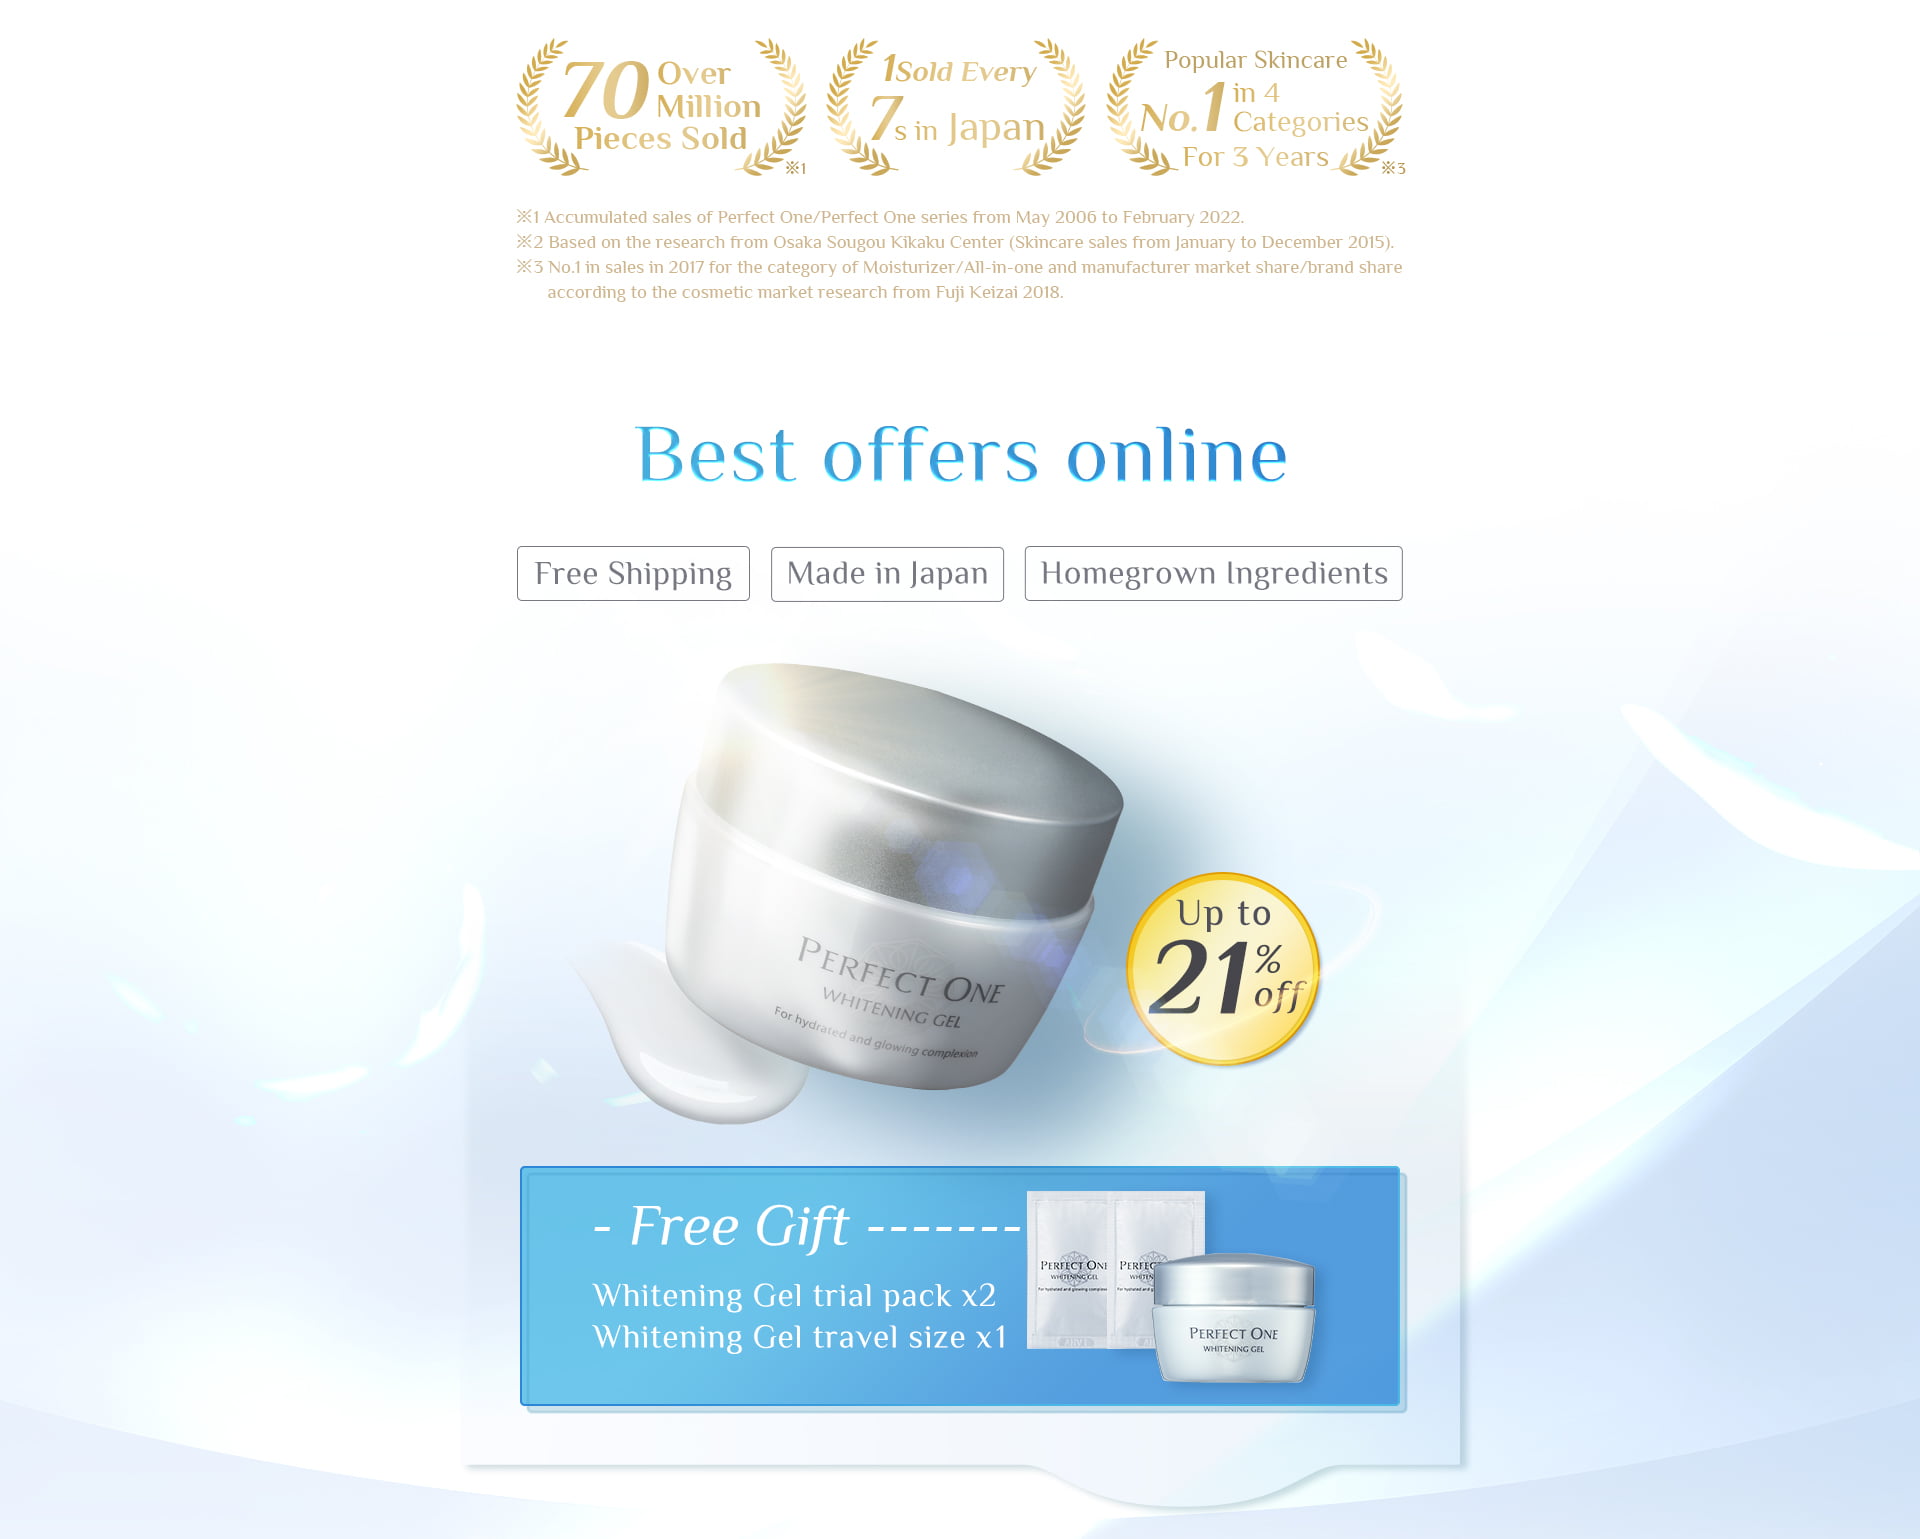 70 Over
Million
Pieces Sold
※1
1Sold Every
7s in Japan
Popular Skincare
No.1 in 4
Categories
For 3 Years
※3
※1 Accumulated sales of Perfect One/Perfect One series from May 2006 to February 2022.
※2 Based on the research from Osaka Sougou Kikaku Center (Skincare sales from January to December 2015).
※3 No.1 in sales in 2017 for the category of Moisturizer/All-in-one and manufacturer market share/brand share
according to the cosmetic market research from Fuji Keizai 2018.
Best offers online
Free Shipping
Made in Japan
Homegrown Ingredients
PERFECT ONE
WHITENING GEL
For hydrated and glowing complexion
Up to
21%
off
- Free Gift -------
Whitening Gel trial pack x2
Whitening Gel travel size x1
PERFECT ONE
WHITENING GEL
For hydrated and glowing
PERFECT ONE
WHITENING GEL